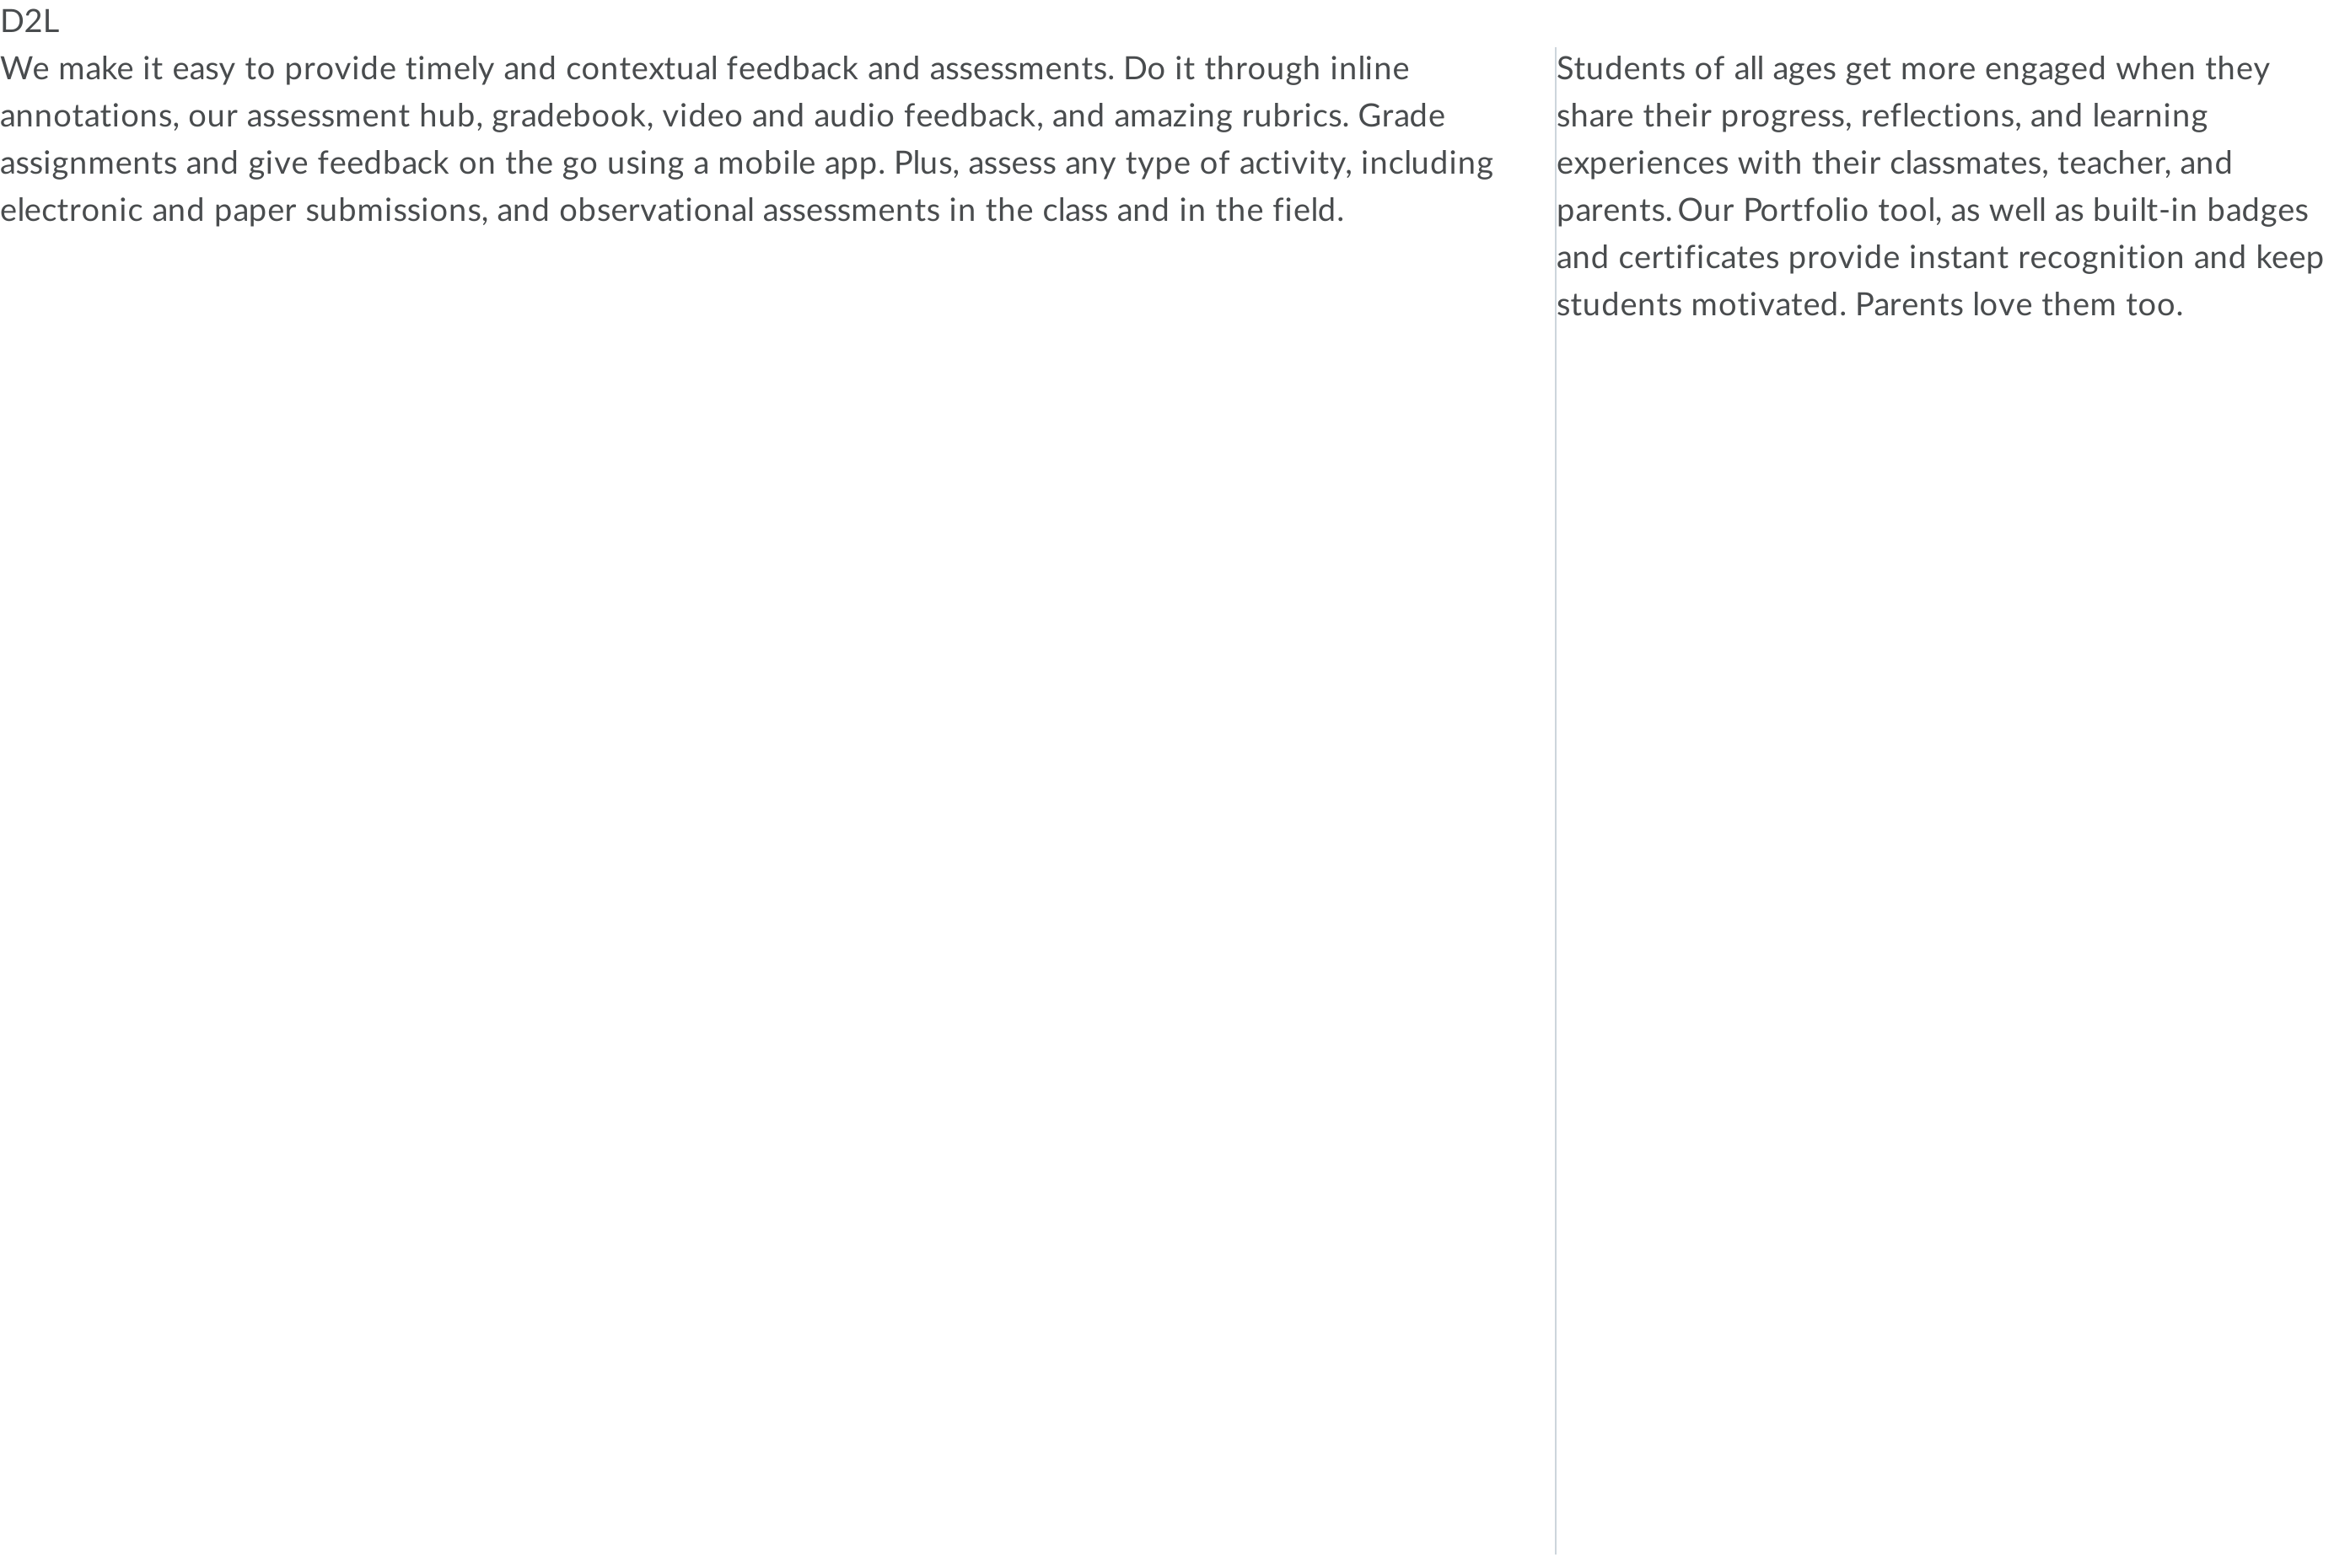 D2L
We make it easy to provide timely and contextual feedback and assessments. Do it through inline
annotations, our assessment hub, gradebook, video and audio feedback, and amazing rubrics. Grade
assignments and give feedback on the go using a mobile app. Plus, assess any type of activity, including
electronic and paper submissions, and observational assessments in the class and in the field.
Students of all ages get more engaged when they
share their progress, reflections, and learning
experiences with their classmates, teacher, and
parents. Our Portfolio tool, as well as built-in badges
and certificates provide instant recognition and keep
students motivated. Parents love them too.